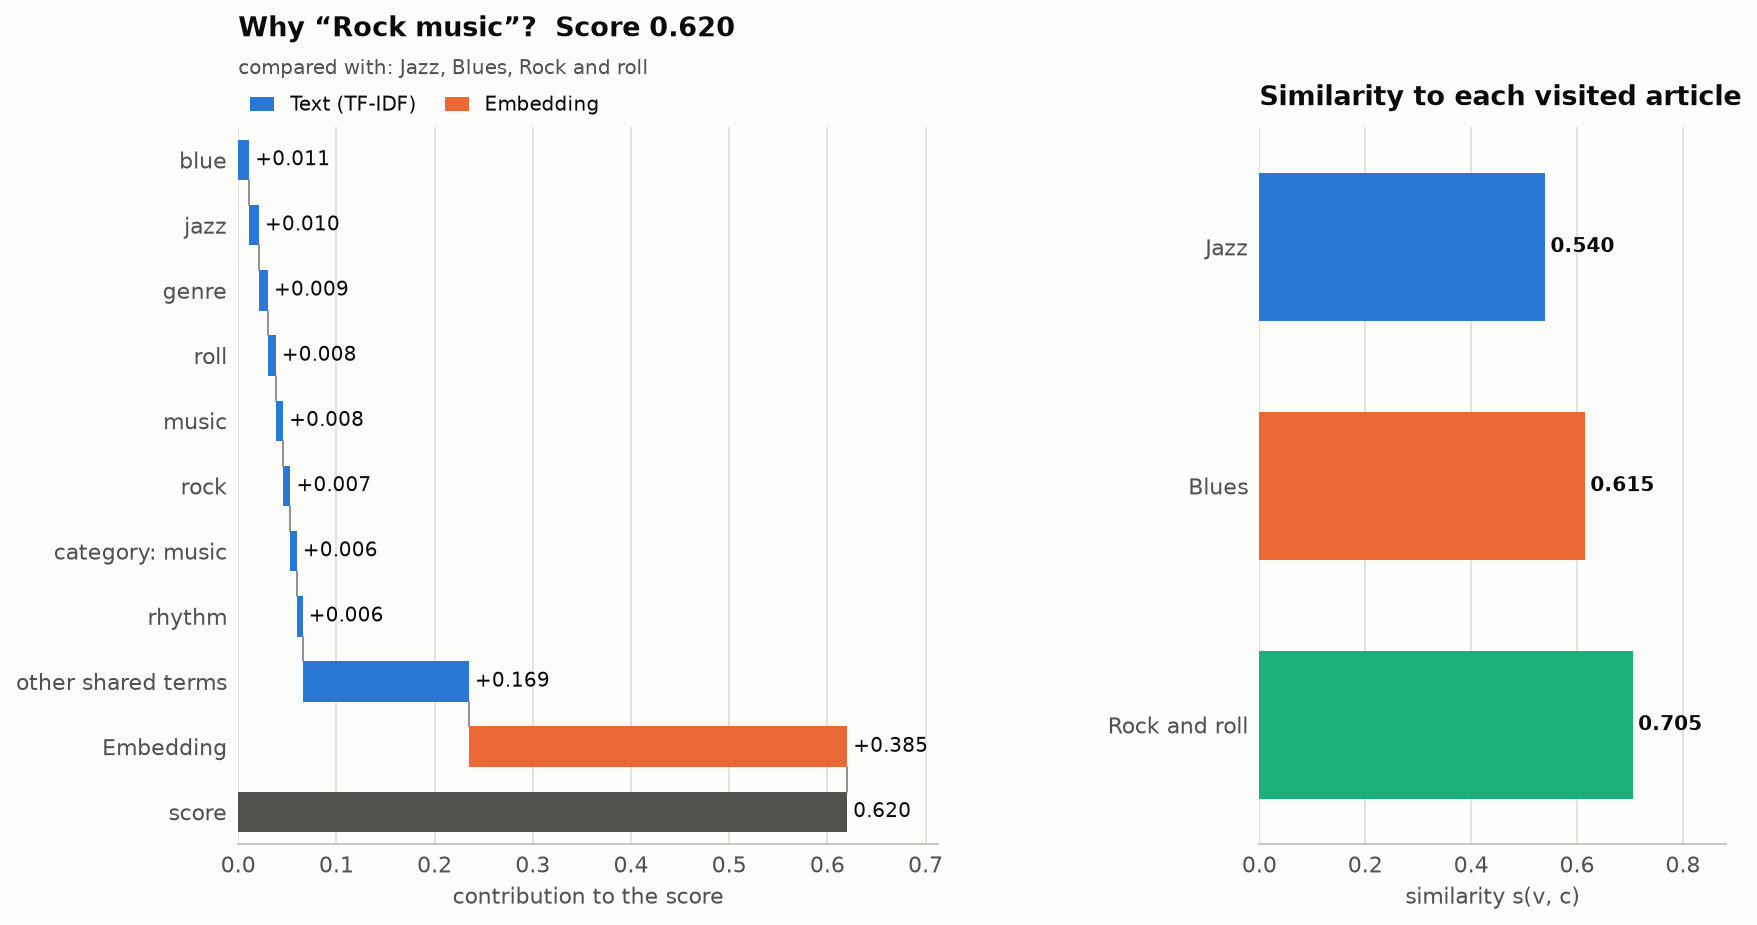 Why “Rock music”?  Score 0.620
compared with: Jazz, Blues, Rock and roll
Text (TF-IDF)
Embedding
blue
+0.011
jazz
+0.010
genre
+0.009
roll
+0.008
music
+0.008
rock
+0.007
category: music
+0.006
rhythm
+0.006
other shared terms
+0.169
Embedding
+0.385
score
0.620
0.0 0.1 0.2 0.3 0.4 0.5 0.6 0.7
contribution to the score
Similarity to each visited article
Jazz
0.540
Blues
0.615
Rock and roll
0.705
0.0 0.2 0.4 0.6 0.8
similarity s(v, c)